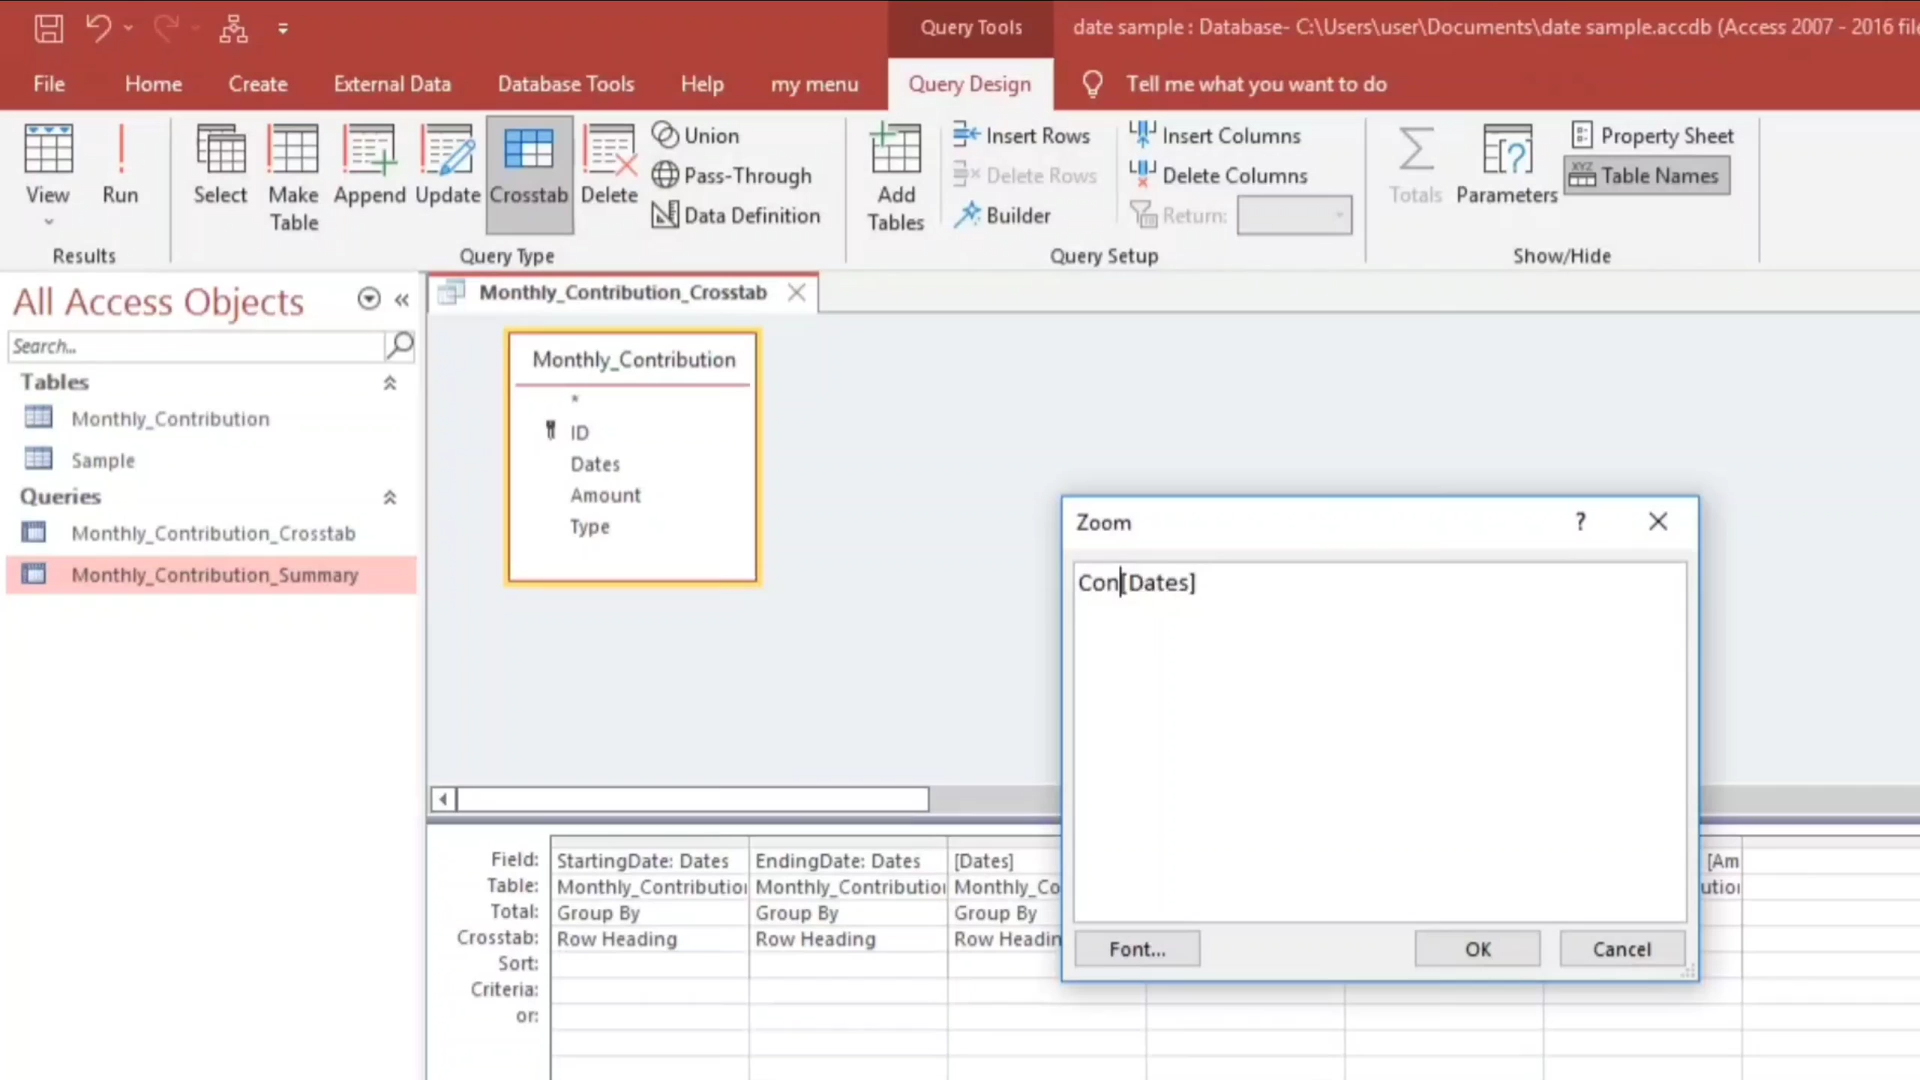 Query Tools
date sample : Database- C:\Users\user\Documents\date sample.accdb (Access 2007 - 2016 file
File Home Create External Data Database Tools Help my menu Query Design Tell me what you want to do
View
Run
Results
Select
Make Table
Append
Update
Crosstab
Delete
Union
Pass-Through
Data Definition
Query Type
Add Tables
Insert Rows
Delete Rows
Builder
Insert Columns
Delete Columns
Return:
Query Setup
Totals
Parameters
Property Sheet
XYZ
Table Names
Show/Hide
All Access Objects
Search...
Tables
Monthly_Contribution
Sample
Queries
Monthly_Contribution_Crosstab
Monthly_Contribution_Summary
Monthly_Contribution_Crosstab
Monthly_Contribution
*
ID
Dates
Amount
Type
Zoom ?
Con[Dates]
Font... OK Cancel
Field: StartingDate: Dates EndingDate: Dates [Dates] [Am
Table: Monthly_Contribution Monthly_Contribution Monthly_Co ution
Total: Group By Group By Group By
Crosstab: Row Heading Row Heading Row Headin
Sort:
Criteria:
or: